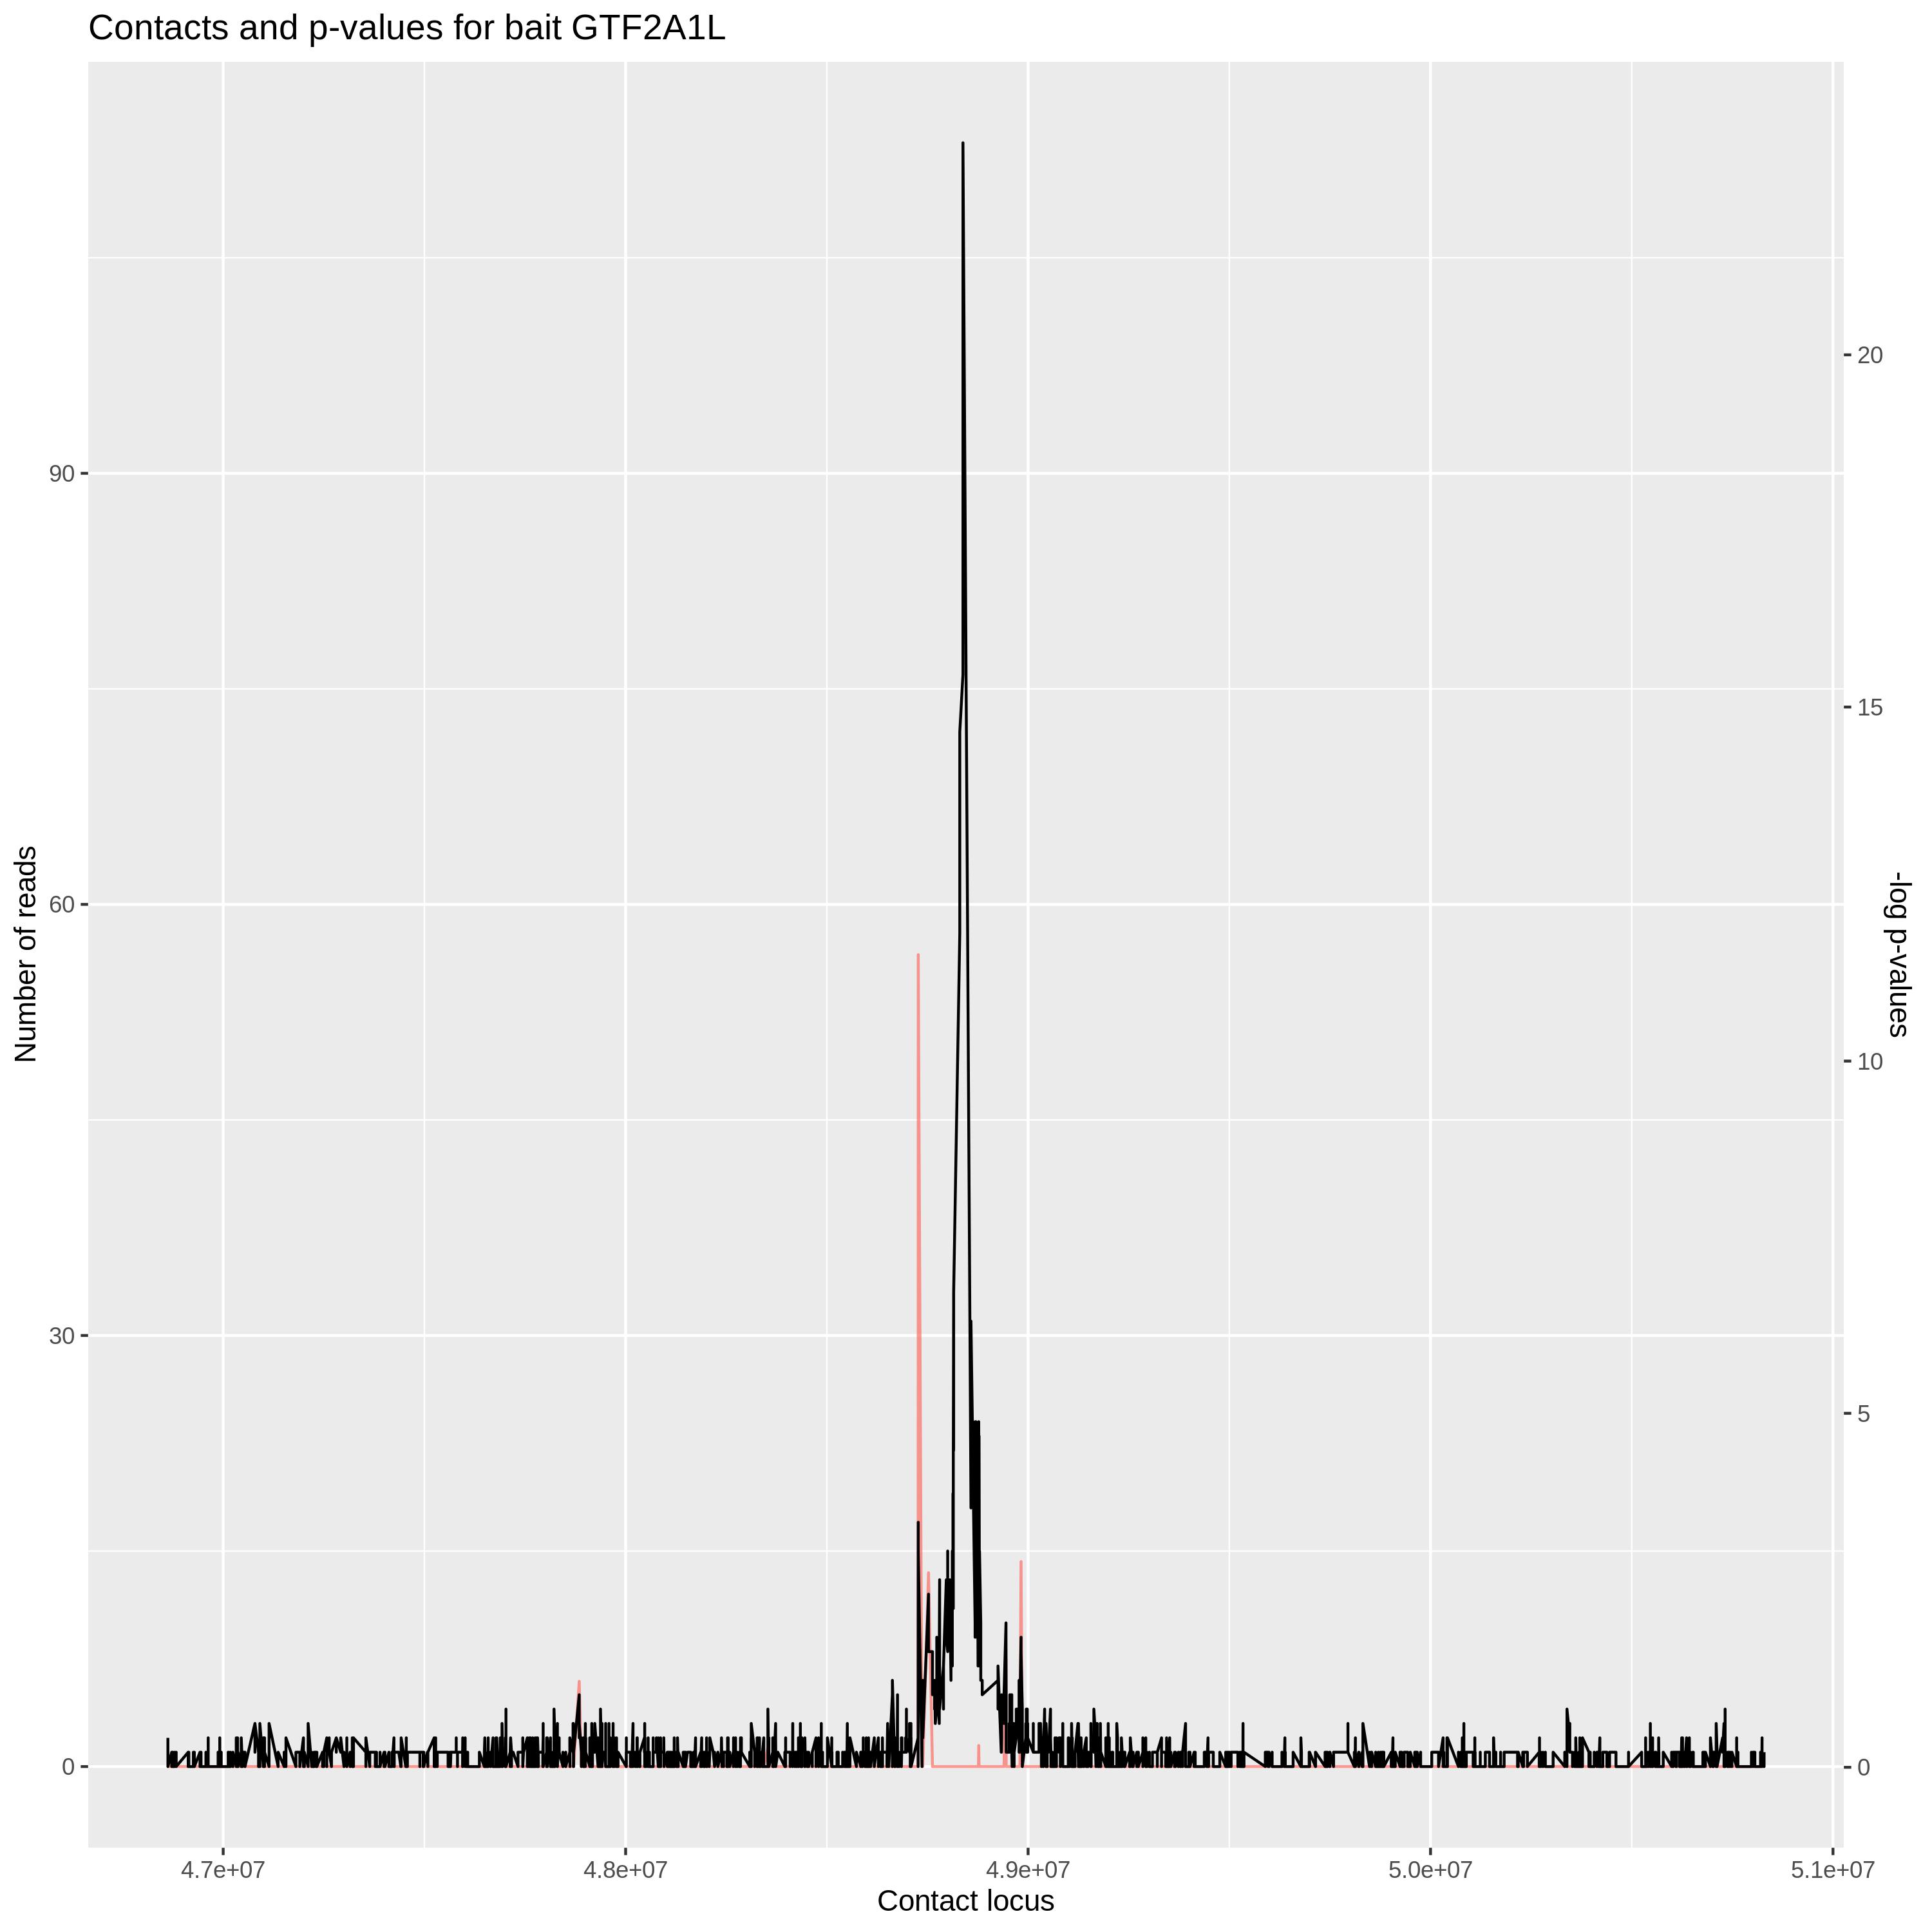 Contacts and p-values for bait GTF2A1L
Number of reads
90
60
30
0
20
15
10
5
0
-log p-values
4.7e+07
4.8e+07
4.9e+07
5.0e+07
5.1e+07
Contact locus